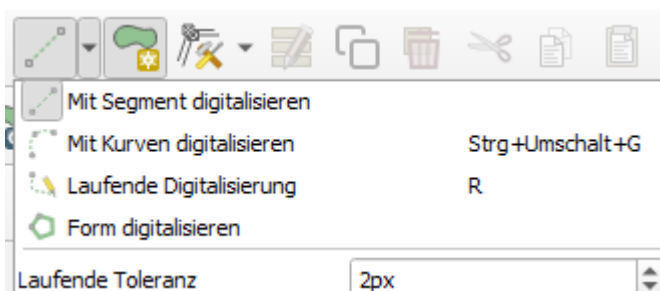 Mit Segment digitalisieren
Mit Kurven digitalisieren Strg+Umschalt+G
Laufende Digitalisierung R
Form digitalisieren
Laufende Toleranz 2px